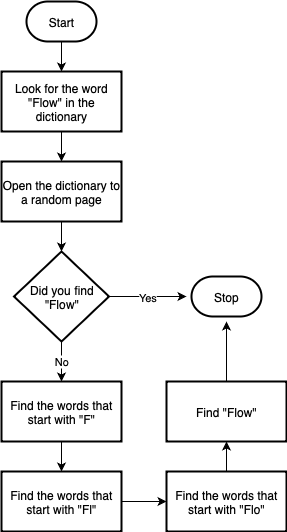 Start
Look for the word
"Flow" in the
dictionary
Open the dictionary to
a random page
Did you find
"Flow"
Yes
Stop
No
Find the words that
start with "F"
Find "Flow"
Find the words that
start with "Fl"
Find the words that
start with "Flo"